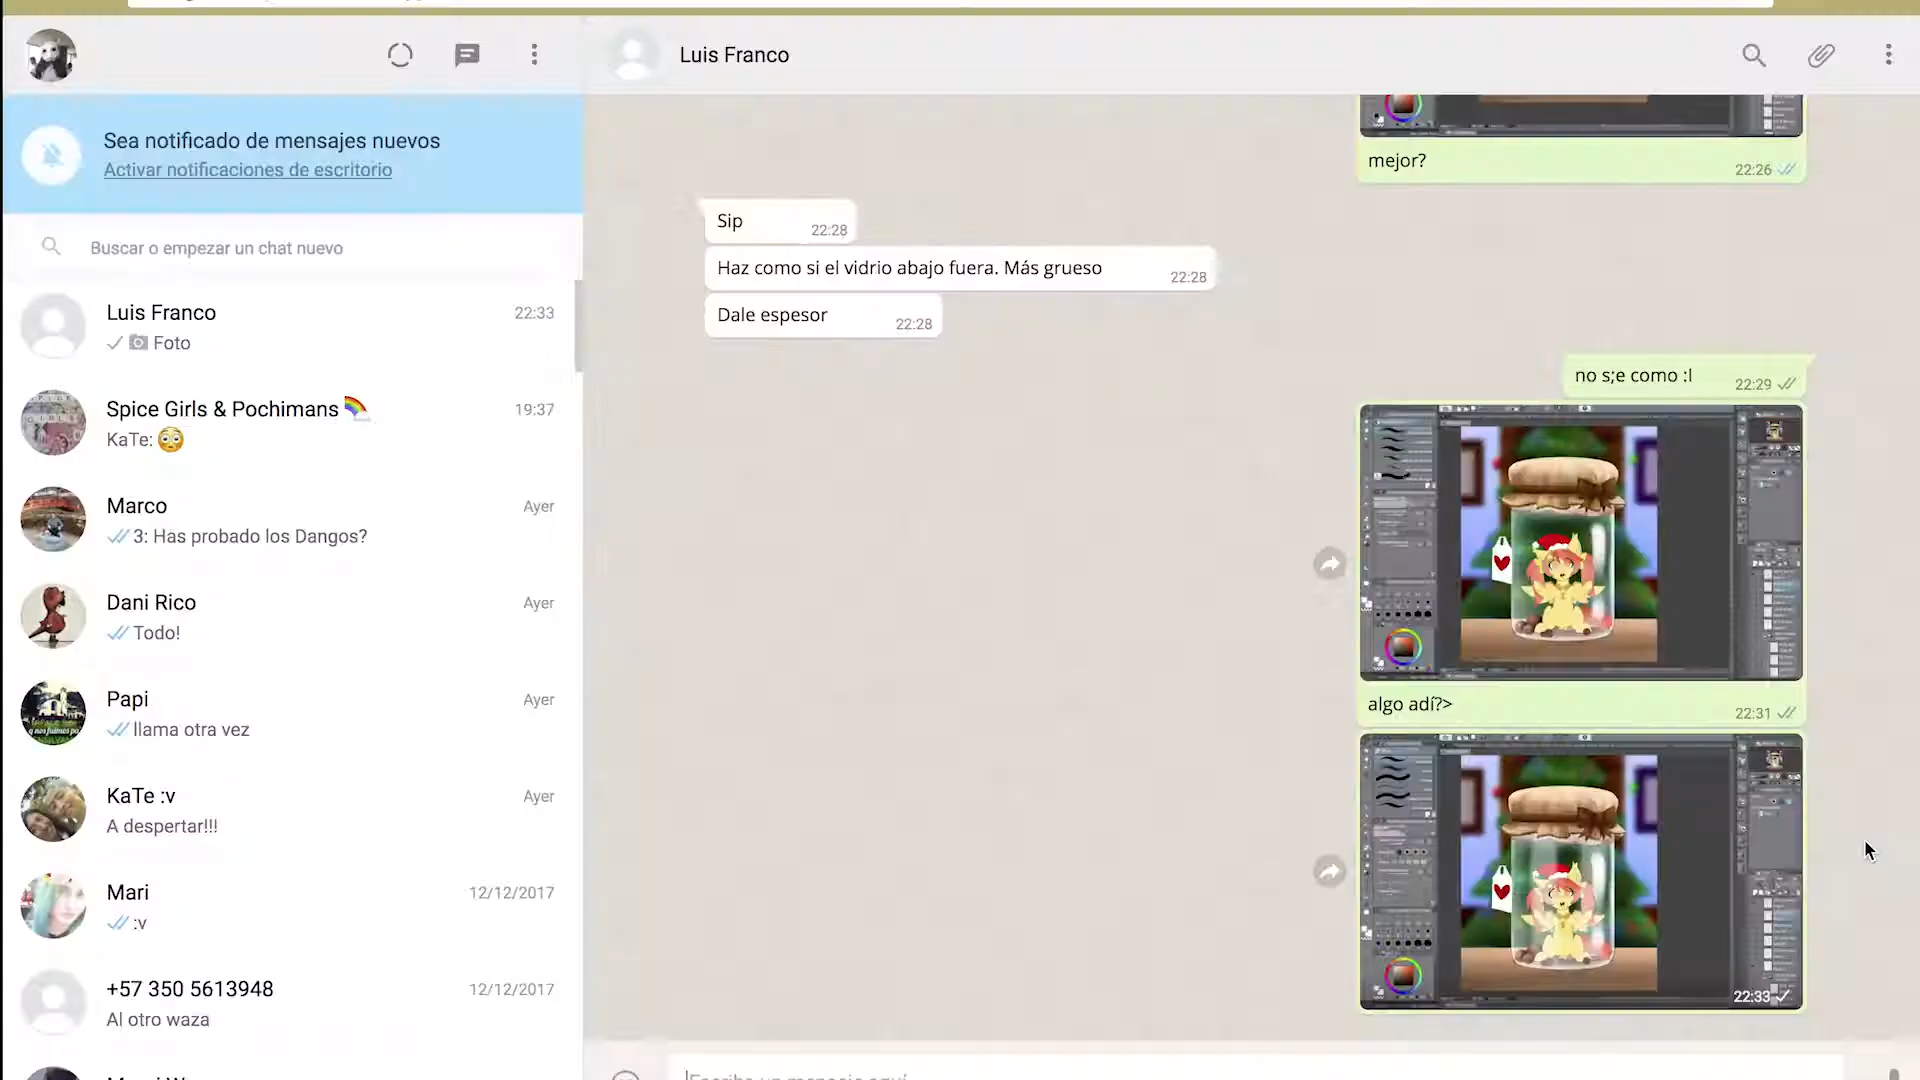 Luis Franco
Sea notificado de mensajes nuevos
Activar notificaciones de escritorio
Buscar o empezar un chat nuevo
Luis Franco 22:33
Foto
Spice Girls & Pochimans 19:37
KaTe:
Marco Ayer
3: Has probado los Dangos?
Dani Rico Ayer
Todo!
Papi Ayer
llama otra vez
KaTe :v Ayer
A despertar!!!
Mari 12/12/2017
:v
+57 350 5613948 12/12/2017
Al otro waza
mejor?
22:26
Sip
22:28
Haz como si el vidrio abajo fuera. Más grueso
22:28
Dale espesor
22:28
no s;e como :l
22:29
algo adí?>
22:31
22:33